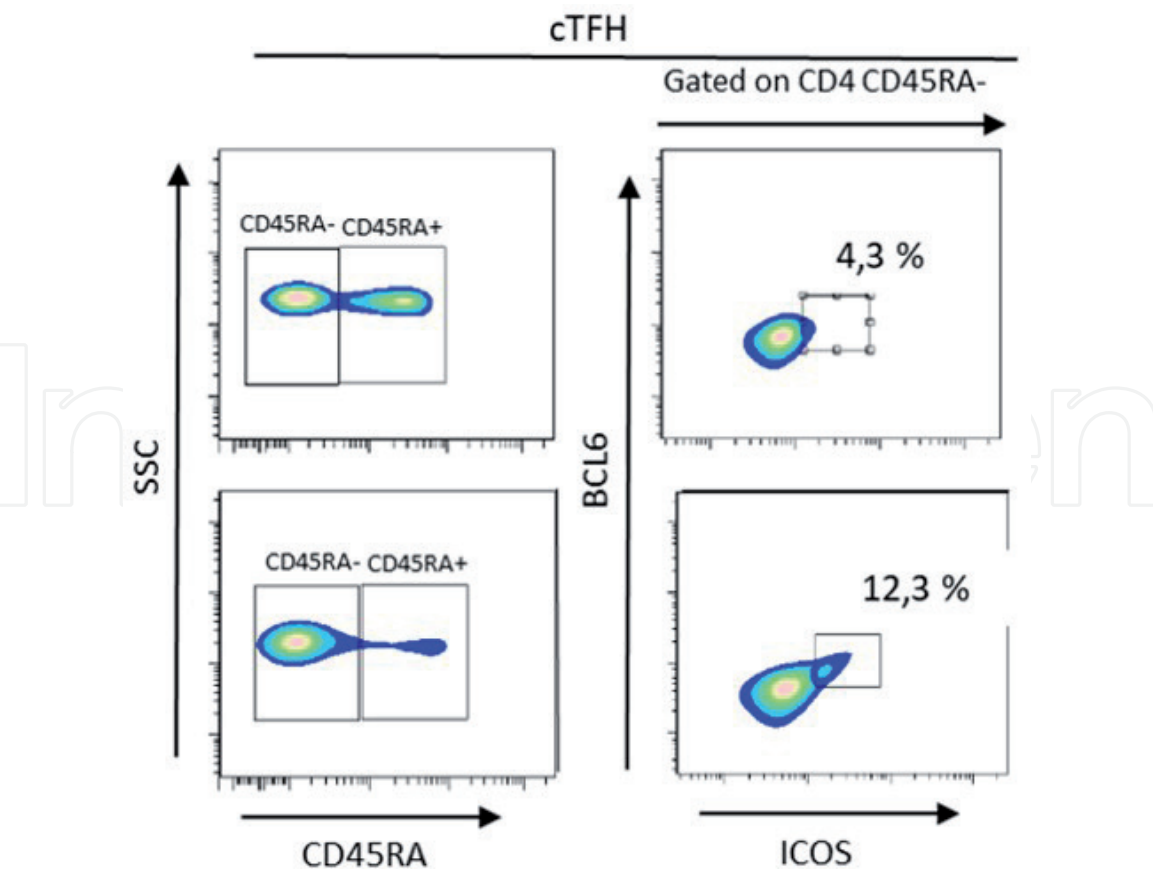 cTFH
Gated on CD4 CD45RA-
CD45RA- CD45RA+
4,3 %
SSC
BCL6
CD45RA- CD45RA+
12,3 %
CD45RA
ICOS